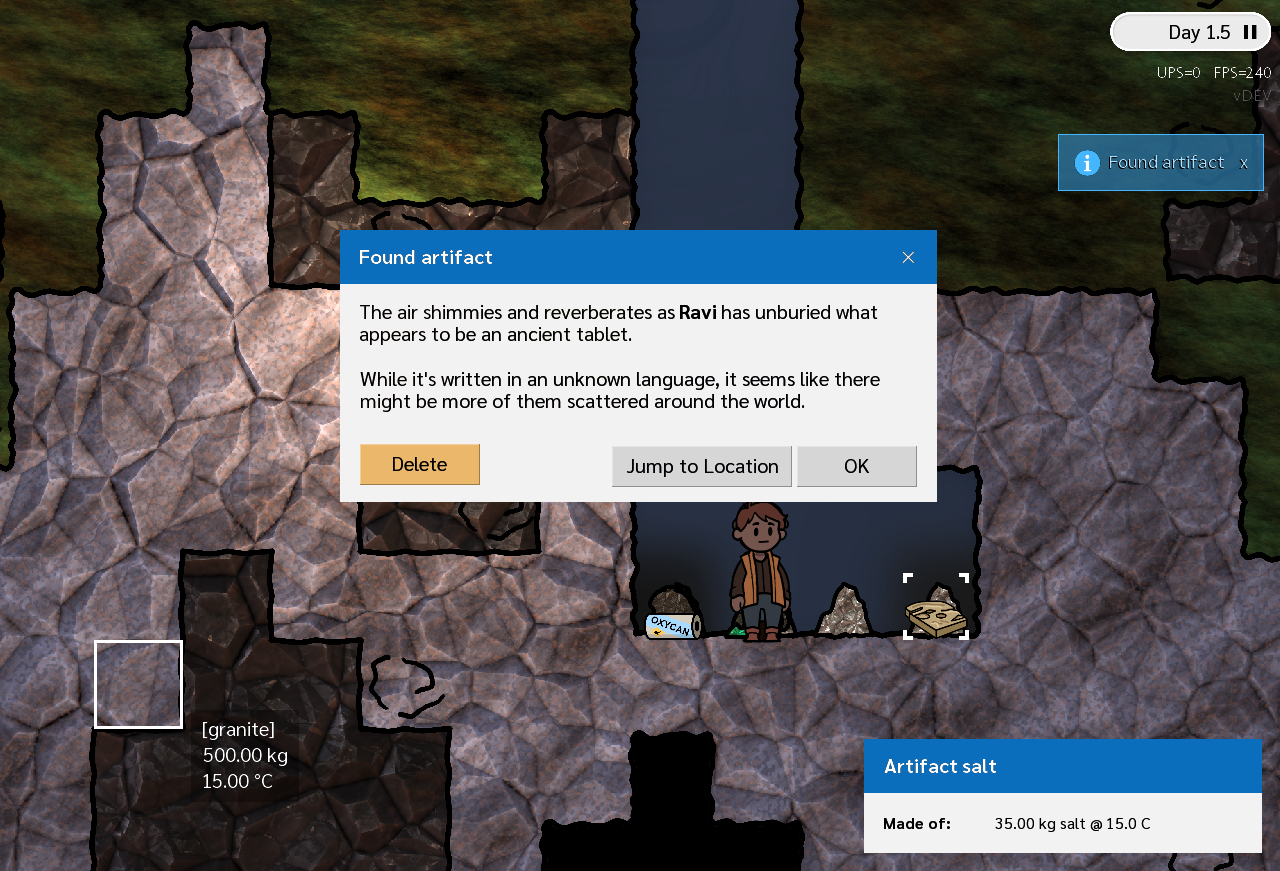 Day 1.5
UPS=0 FPS=240
vDEV
Found artifact x
Found artifact
The air shimmies and reverberates as Ravi has unburied what
appears to be an ancient tablet.
While it's written in an unknown language, it seems like there
might be more of them scattered around the world.
Delete Jump to Location OK
OXYCAN
[granite]
500.00 kg
15.00 °C
Artifact salt
Made of: 35.00 kg salt @ 15.0 C